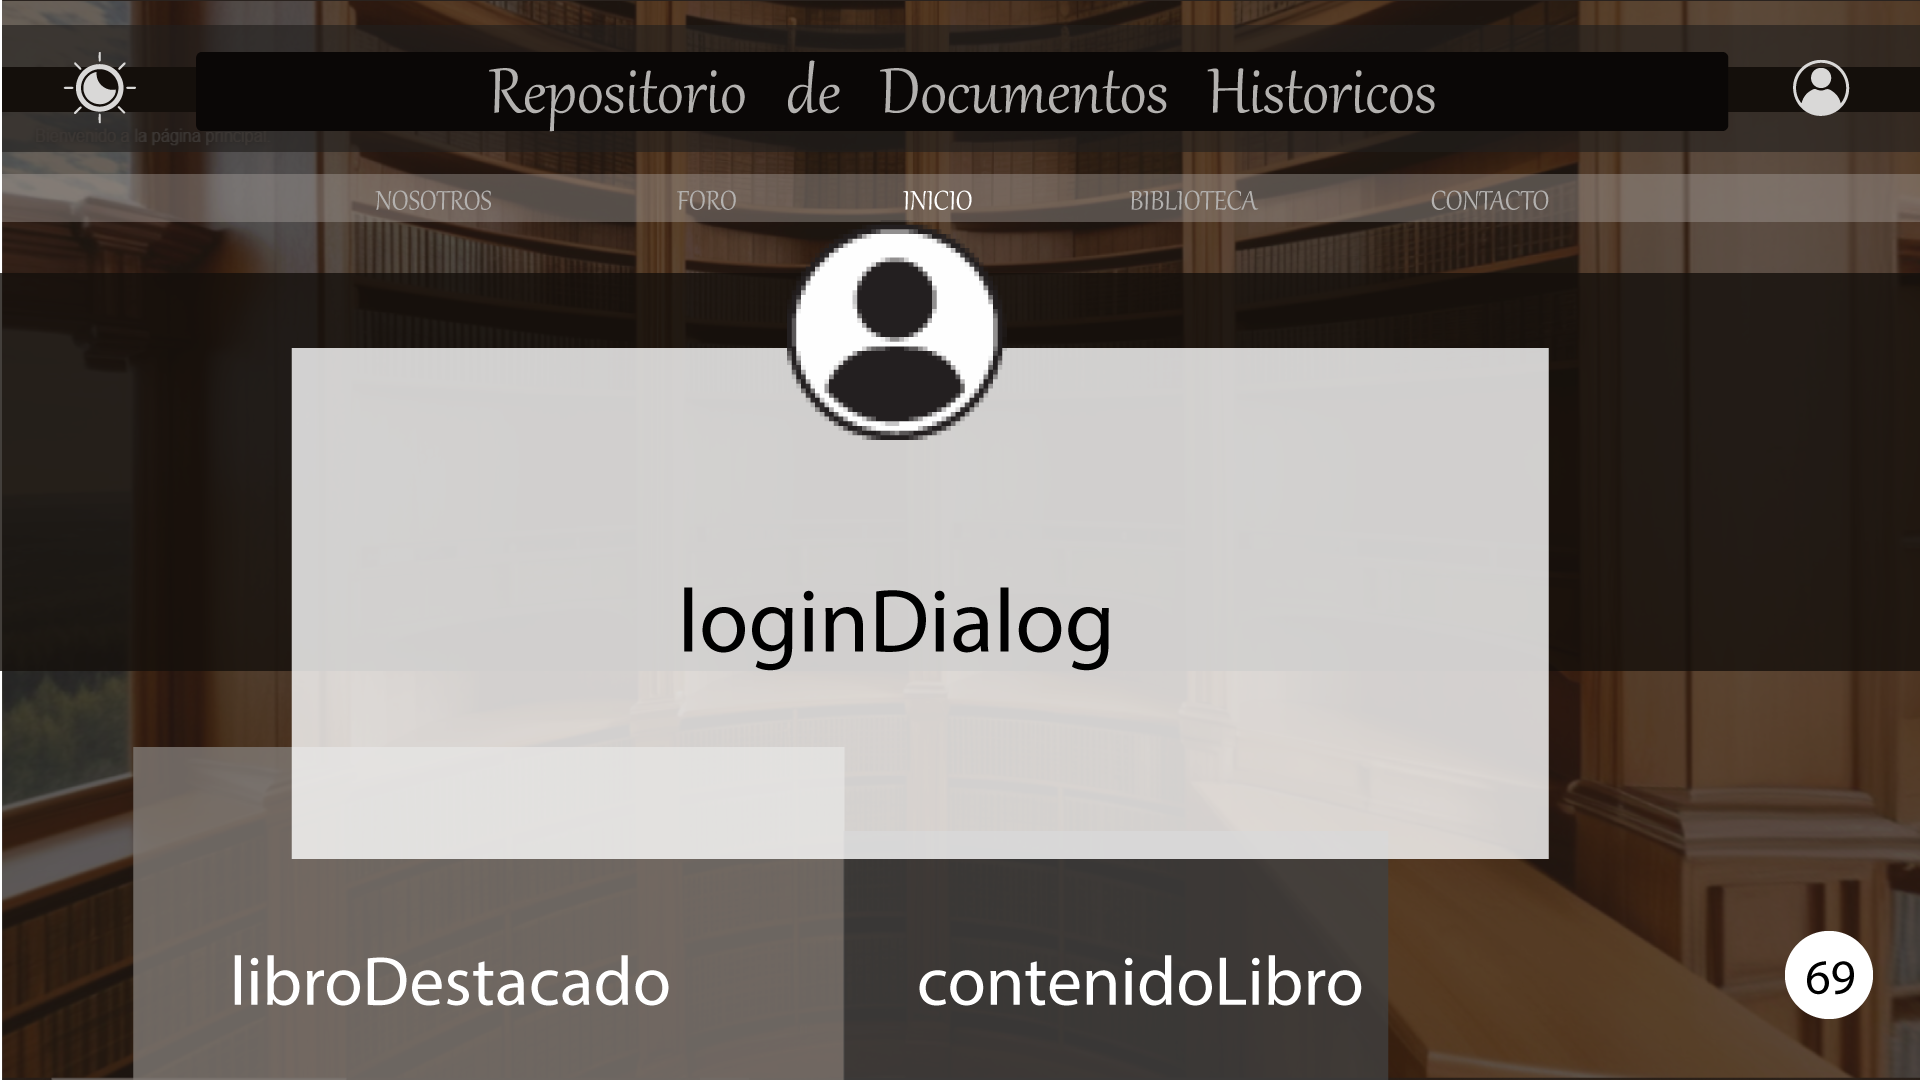 Repositorio de Documentos Historicos
Bienvenido a la página principal
NOSOTROS FORO INICIO BIBLIOTECA CONTACTO
loginDialog
libroDestacado contenidoLibro
69